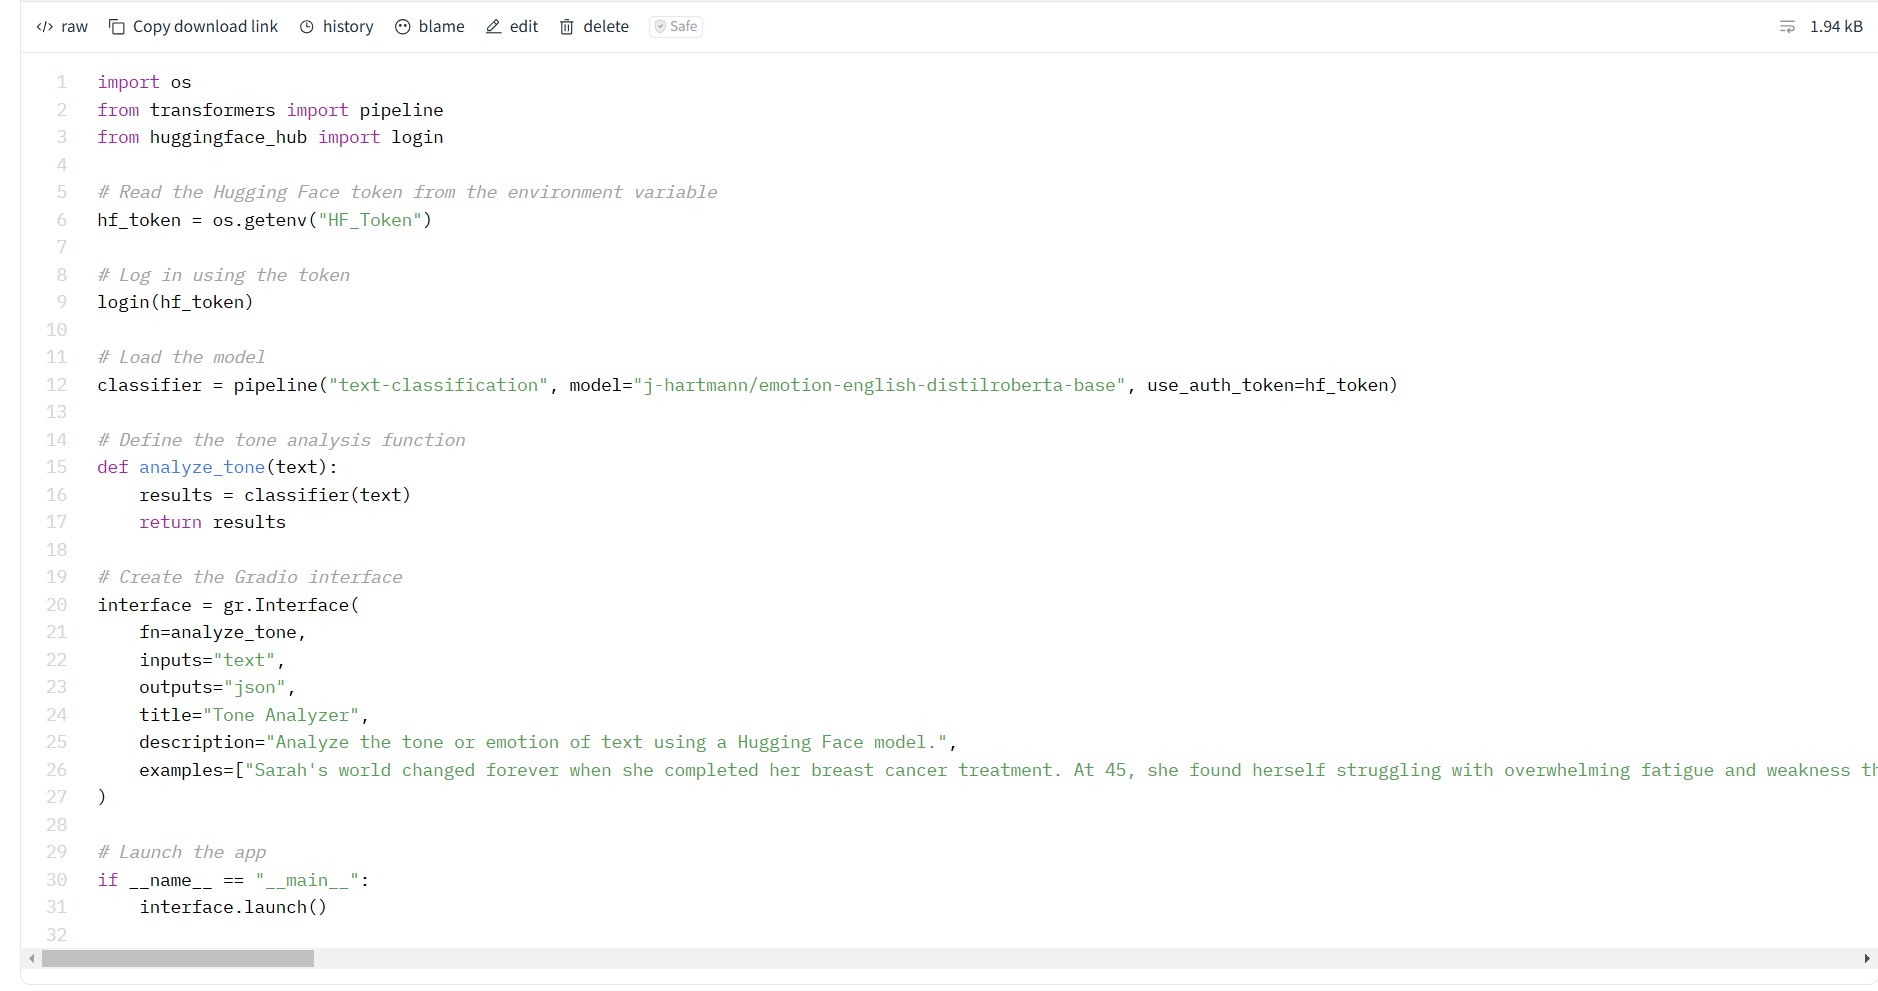 raw Copy download link history blame edit delete Safe 1.94 kB
1 import os
2 from transformers import pipeline
3 from huggingface_hub import login
4
5 # Read the Hugging Face token from the environment variable
6 hf_token = os.getenv("HF_Token")
7
8 # Log in using the token
9 login(hf_token)
10
11 # Load the model
12 classifier = pipeline("text-classification", model="j-hartmann/emotion-english-distilroberta-base", use_auth_token=hf_token)
13
14 # Define the tone analysis function
15 def analyze_tone(text):
16     results = classifier(text)
17     return results
18
19 # Create the Gradio interface
20 interface = gr.Interface(
21     fn=analyze_tone,
22     inputs="text",
23     outputs="json",
24     title="Tone Analyzer",
25     description="Analyze the tone or emotion of text using a Hugging Face model.",
26     examples=["Sarah's world changed forever when she completed her breast cancer treatment. At 45, she found herself struggling with overwhelming fatigue and weakness th
27 )
28
29 # Launch the app
30 if __name__ == "__main__":
31     interface.launch()
32